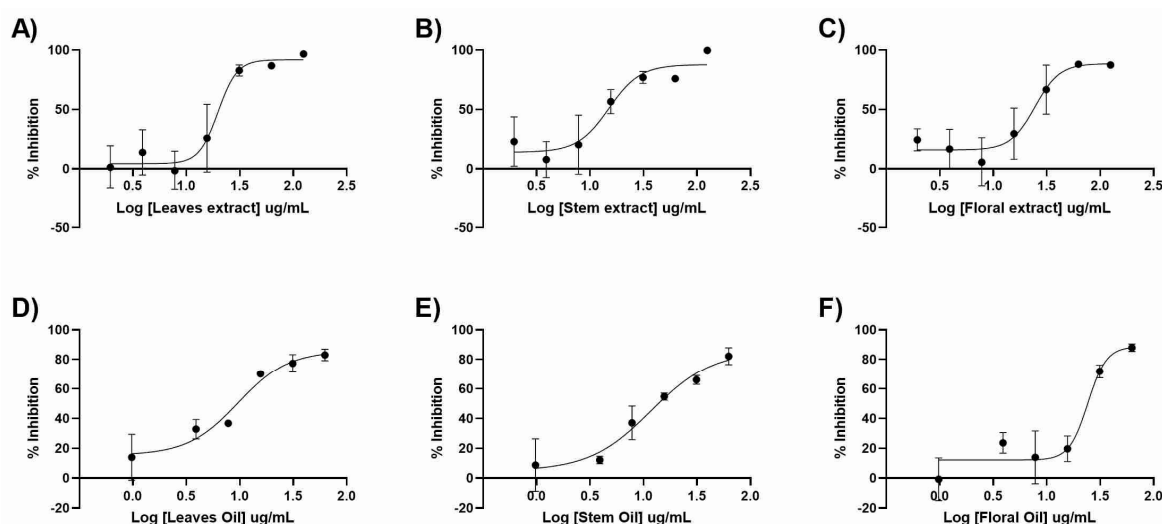 A)
% Inhibition
100
50
0
-50
0.5 1.0 1.5 2.0 2.5
Log [Leaves extract] ug/mL
B)
% Inhibition
100
50
0
-50
0.5 1.0 1.5 2.0 2.5
Log [Stem extract] ug/mL
C)
% Inhibition
100
50
0
-50
0.5 1.0 1.5 2.0 2.5
Log [Floral extract] ug/mL
D)
% Inhibition
100
80
60
40
20
0
-20
0.0 0.5 1.0 1.5 2.0
Log [Leaves Oil] ug/mL
E)
% Inhibition
100
80
60
40
20
0
-20
0.0 0.5 1.0 1.5 2.0
Log [Stem Oil] ug/mL
F)
% Inhibition
100
80
60
40
20
0
-20
0.0 0.5 1.0 1.5 2.0
Log [Floral Oil] ug/mL